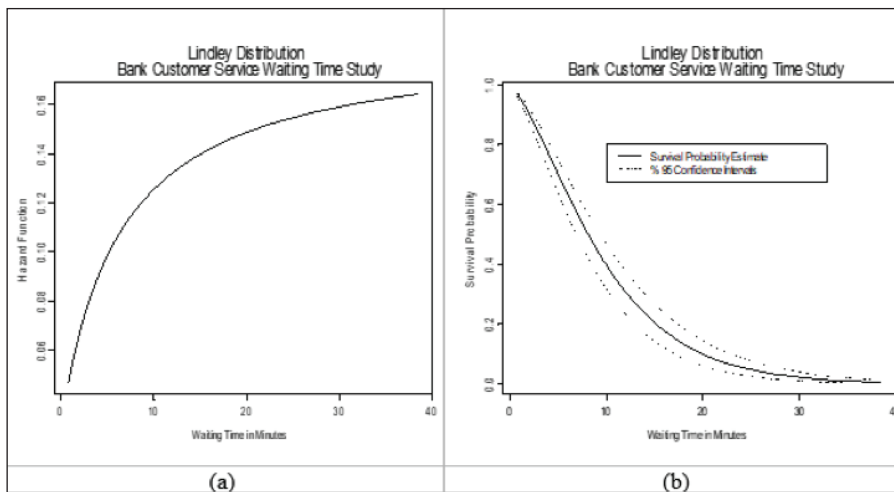 Lindley Distribution
Bank Customer Service Waiting Time Study
Hazard Function
0.16
0.14
0.12
0.10
0.08
0.06
0
10
20
30
40
Waiting Time in Minutes
(a)
Lindley Distribution
Bank Customer Service Waiting Time Study
Survival Probability
1.0
0.8
0.6
0.4
0.2
0.0
Survival Probability Estimate
% 95 Confidence Intervals
0
10
20
30
40
Waiting Time in Minutes
(b)